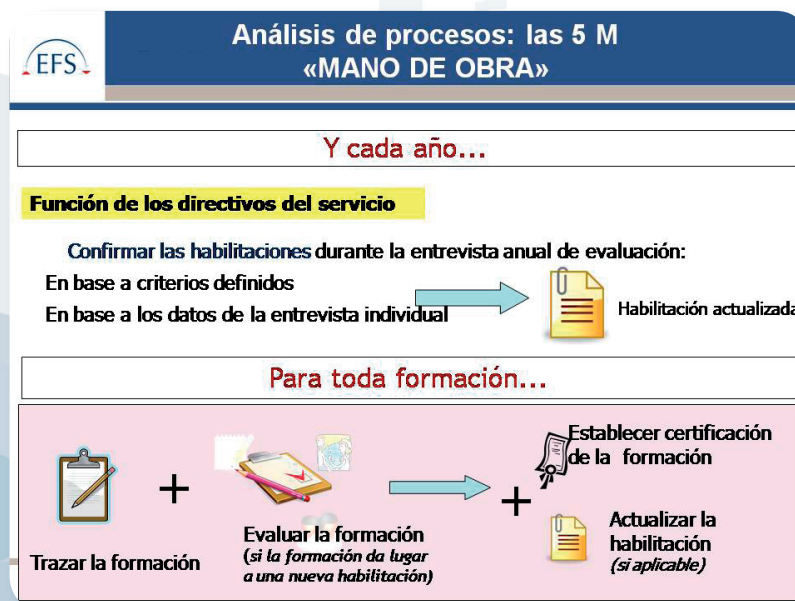 EFS
Análisis de procesos: las 5 M
«MANO DE OBRA»
Y cada año...
Función de los directivos del servicio
Confirmar las habilitaciones durante la entrevista anual de evaluación:
En base a criterios definidos
En base a los datos de la entrevista individual
Habilitación actualizada
Para toda formación...
+
Trazar la formación
Evaluar la formación
(si la formación da lugar
a una nueva habilitación)
+
Establecer certificación
de la formación
Actualizar la
habilitación
(si aplicable)